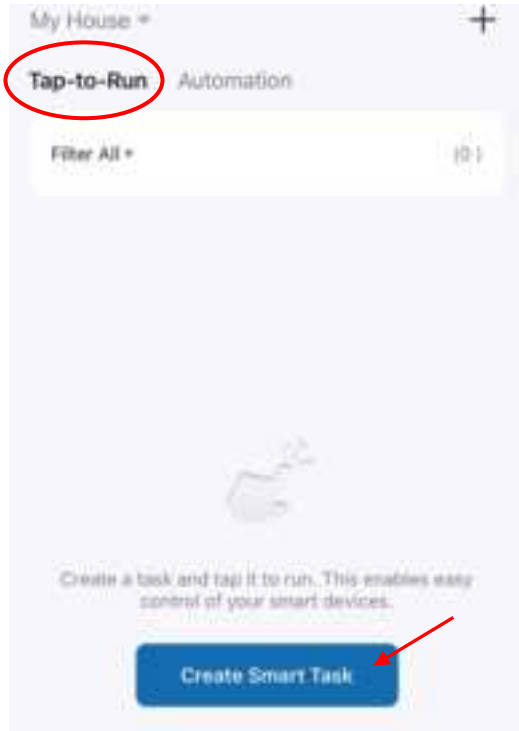 My House
Tap-to-Run Automation
Filter All (0)
Create a task and tap it to run. This enables easy
control of your smart devices.
Create Smart Task